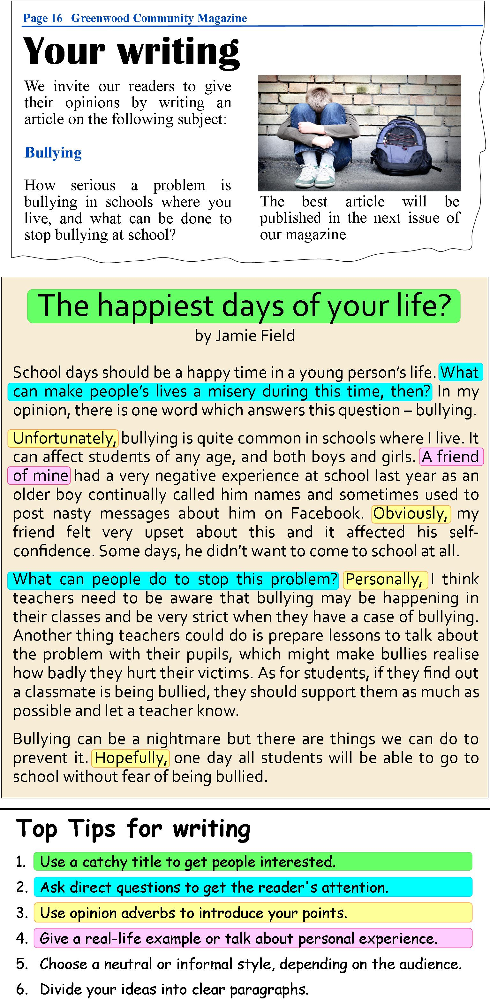 Page 16 Greenwood Community Magazine
Your writing
We invite our readers to give
their opinions by writing an
article on the following subject:
Bullying
How serious a problem is
bullying in schools where you
live, and what can be done to
stop bullying at school?
The best article will be
published in the next issue of
our magazine.
The happiest days of your life?
by Jamie Field
School days should be a happy time in a young person’s life. What
can make people’s lives a misery during this time, then? In my
opinion, there is one word which answers this question – bullying.
Unfortunately, bullying is quite common in schools where I live. It
can affect students of any age, and both boys and girls. A friend
of mine had a very negative experience at school last year as an
older boy continually called him names and sometimes used to
post nasty messages about him on Facebook. Obviously, my
friend felt very upset about this and it affected his self-
confidence. Some days, he didn’t want to come to school at all.
What can people do to stop this problem? Personally, I think
teachers need to be aware that bullying may be happening in
their classes and be very strict when they have a case of bullying.
Another thing teachers could do is prepare lessons to talk about
the problem with their pupils, which might make bullies realise
how badly they hurt their victims. As for students, if they find out
a classmate is being bullied, they should support them as much as
possible and let a teacher know.
Bullying can be a nightmare but there are things we can do to
prevent it. Hopefully, one day all students will be able to go to
school without fear of being bullied.
Top Tips for writing
1. Use a catchy title to get people interested.
2. Ask direct questions to get the reader's attention.
3. Use opinion adverbs to introduce your points.
4. Give a real-life example or talk about personal experience.
5. Choose a neutral or informal style, depending on the audience.
6. Divide your ideas into clear paragraphs.